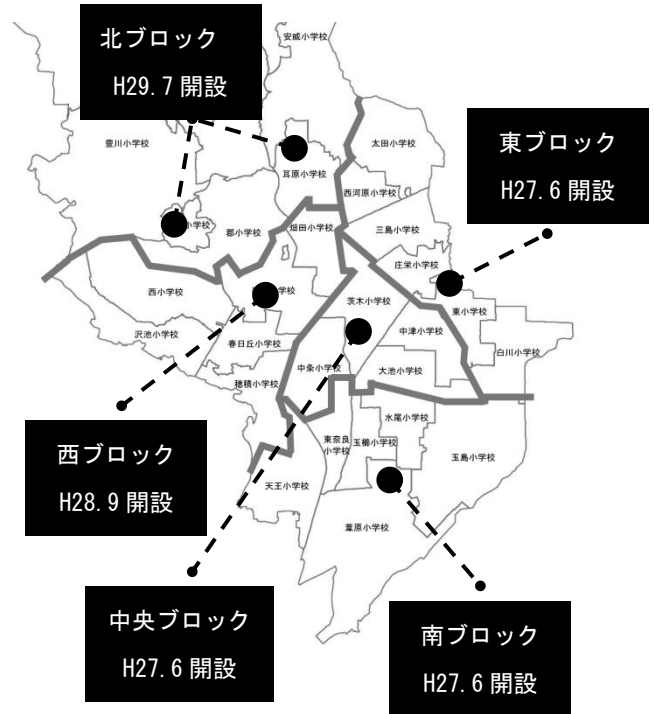 北ブロック
H29.7 開設
安威小学校
太田小学校
豊川小学校
耳原小学校
東ブロック
H27.6 開設
西河原小学校
小学校
郡小学校
畑田小学校
三島小学校
庄栄小学校
西小学校
学校
茨木小学校
東小学校
沢池小学校
中津小学校
春日丘小学校
白川小学校
中条小学校
大池小学校
穂積小学校
水尾小学校
西ブロック
H28.9 開設
東奈良
小学校
玉櫛小学校
玉島小学校
天王小学校
葦原小学校
中央ブロック
H27.6 開設
南ブロック
H27.6 開設